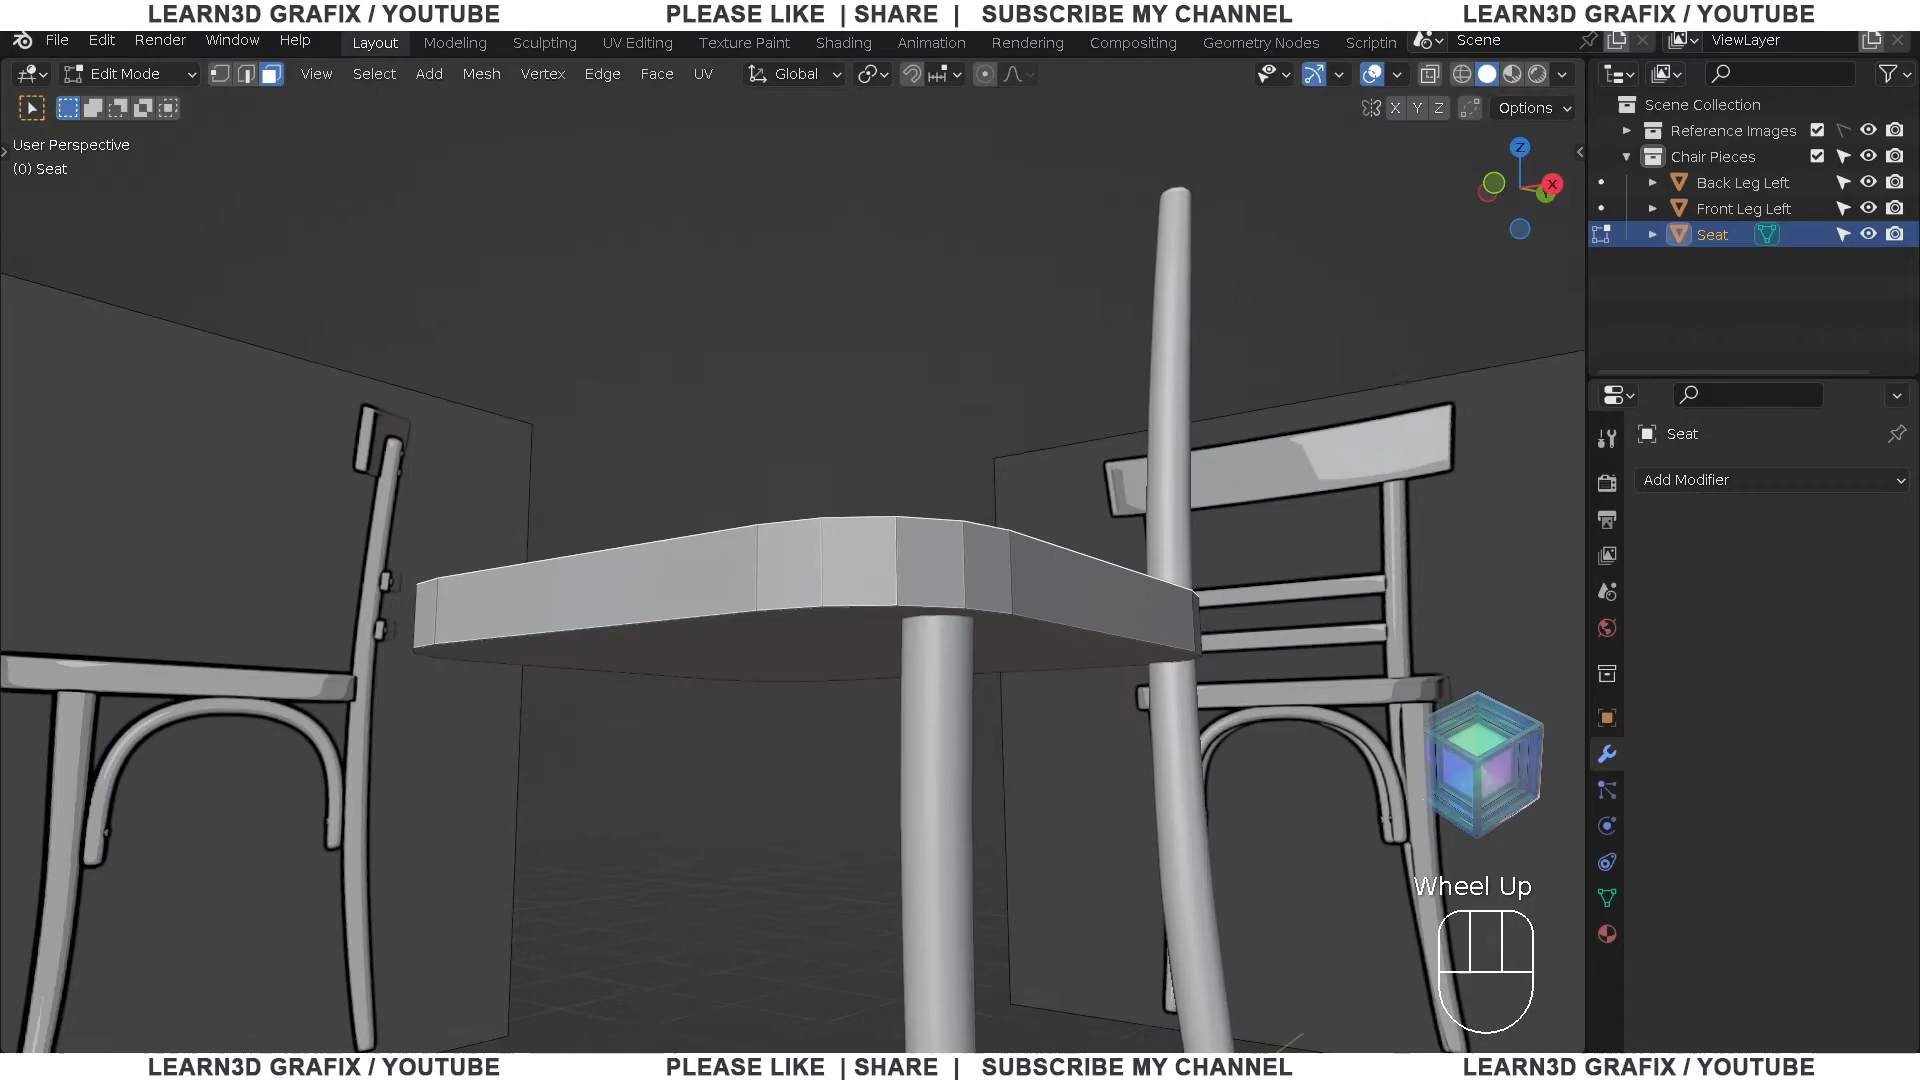 LEARN3D GRAFIX / YOUTUBE PLEASE LIKE | SHARE | SUBSCRIBE MY CHANNEL LEARN3D GRAFIX / YOUTUBE
File Edit Render Window Help Layout Modeling Sculpting UV Editing Texture Paint Shading Animation Rendering Compositing Geometry Nodes Scriptin Scene ViewLayer
Edit Mode View Select Add Mesh Vertex Edge Face UV Global
X Y Z Options
User Perspective
(0) Seat
Z
X
Y
Scene Collection
Reference Images
Chair Pieces
Back Leg Left
Front Leg Left
Seat
Seat
Add Modifier
Wheel Up
LEARN3D GRAFIX / YOUTUBE PLEASE LIKE | SHARE | SUBSCRIBE MY CHANNEL LEARN3D GRAFIX / YOUTUBE